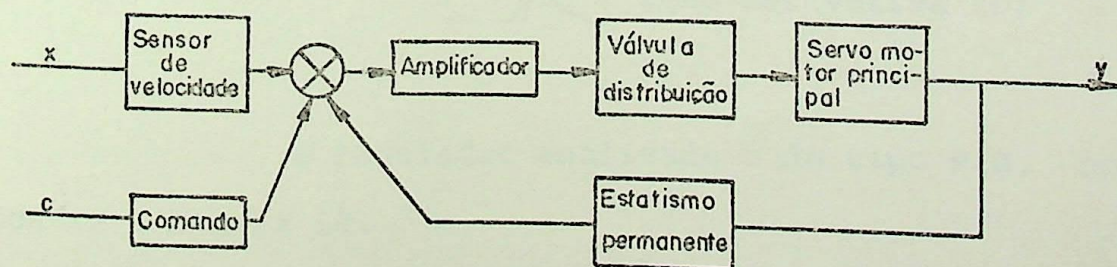 x
Sensor
de
velocidade
Amplificador
Válvula
de
distribuição
Servo mo-
tor princi-
pal
y
c
Comando
Estatismo
permanente